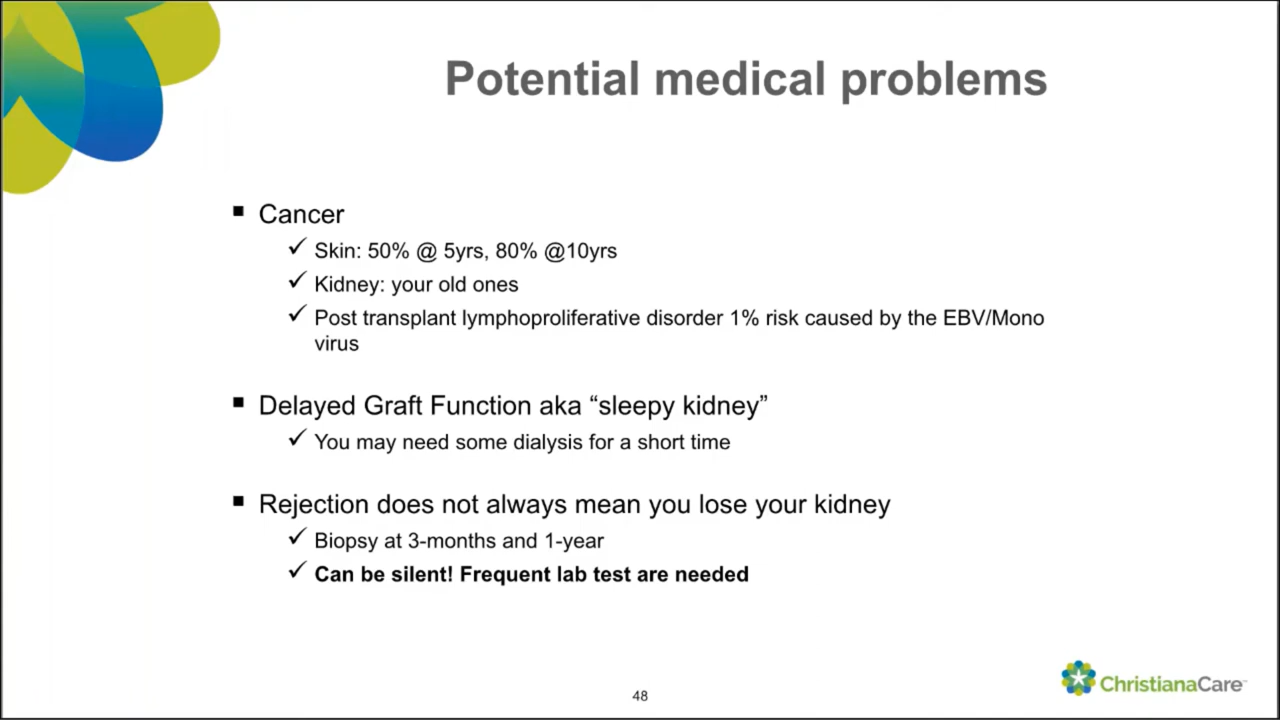 Potential medical problems
▪ Cancer
✓ Skin: 50% @ 5yrs, 80% @10yrs
✓ Kidney: your old ones
✓ Post transplant lymphoproliferative disorder 1% risk caused by the EBV/Mono
virus
▪ Delayed Graft Function aka “sleepy kidney”
✓ You may need some dialysis for a short time
▪ Rejection does not always mean you lose your kidney
✓ Biopsy at 3-months and 1-year
✓ Can be silent! Frequent lab test are needed
48
ChristianaCare™